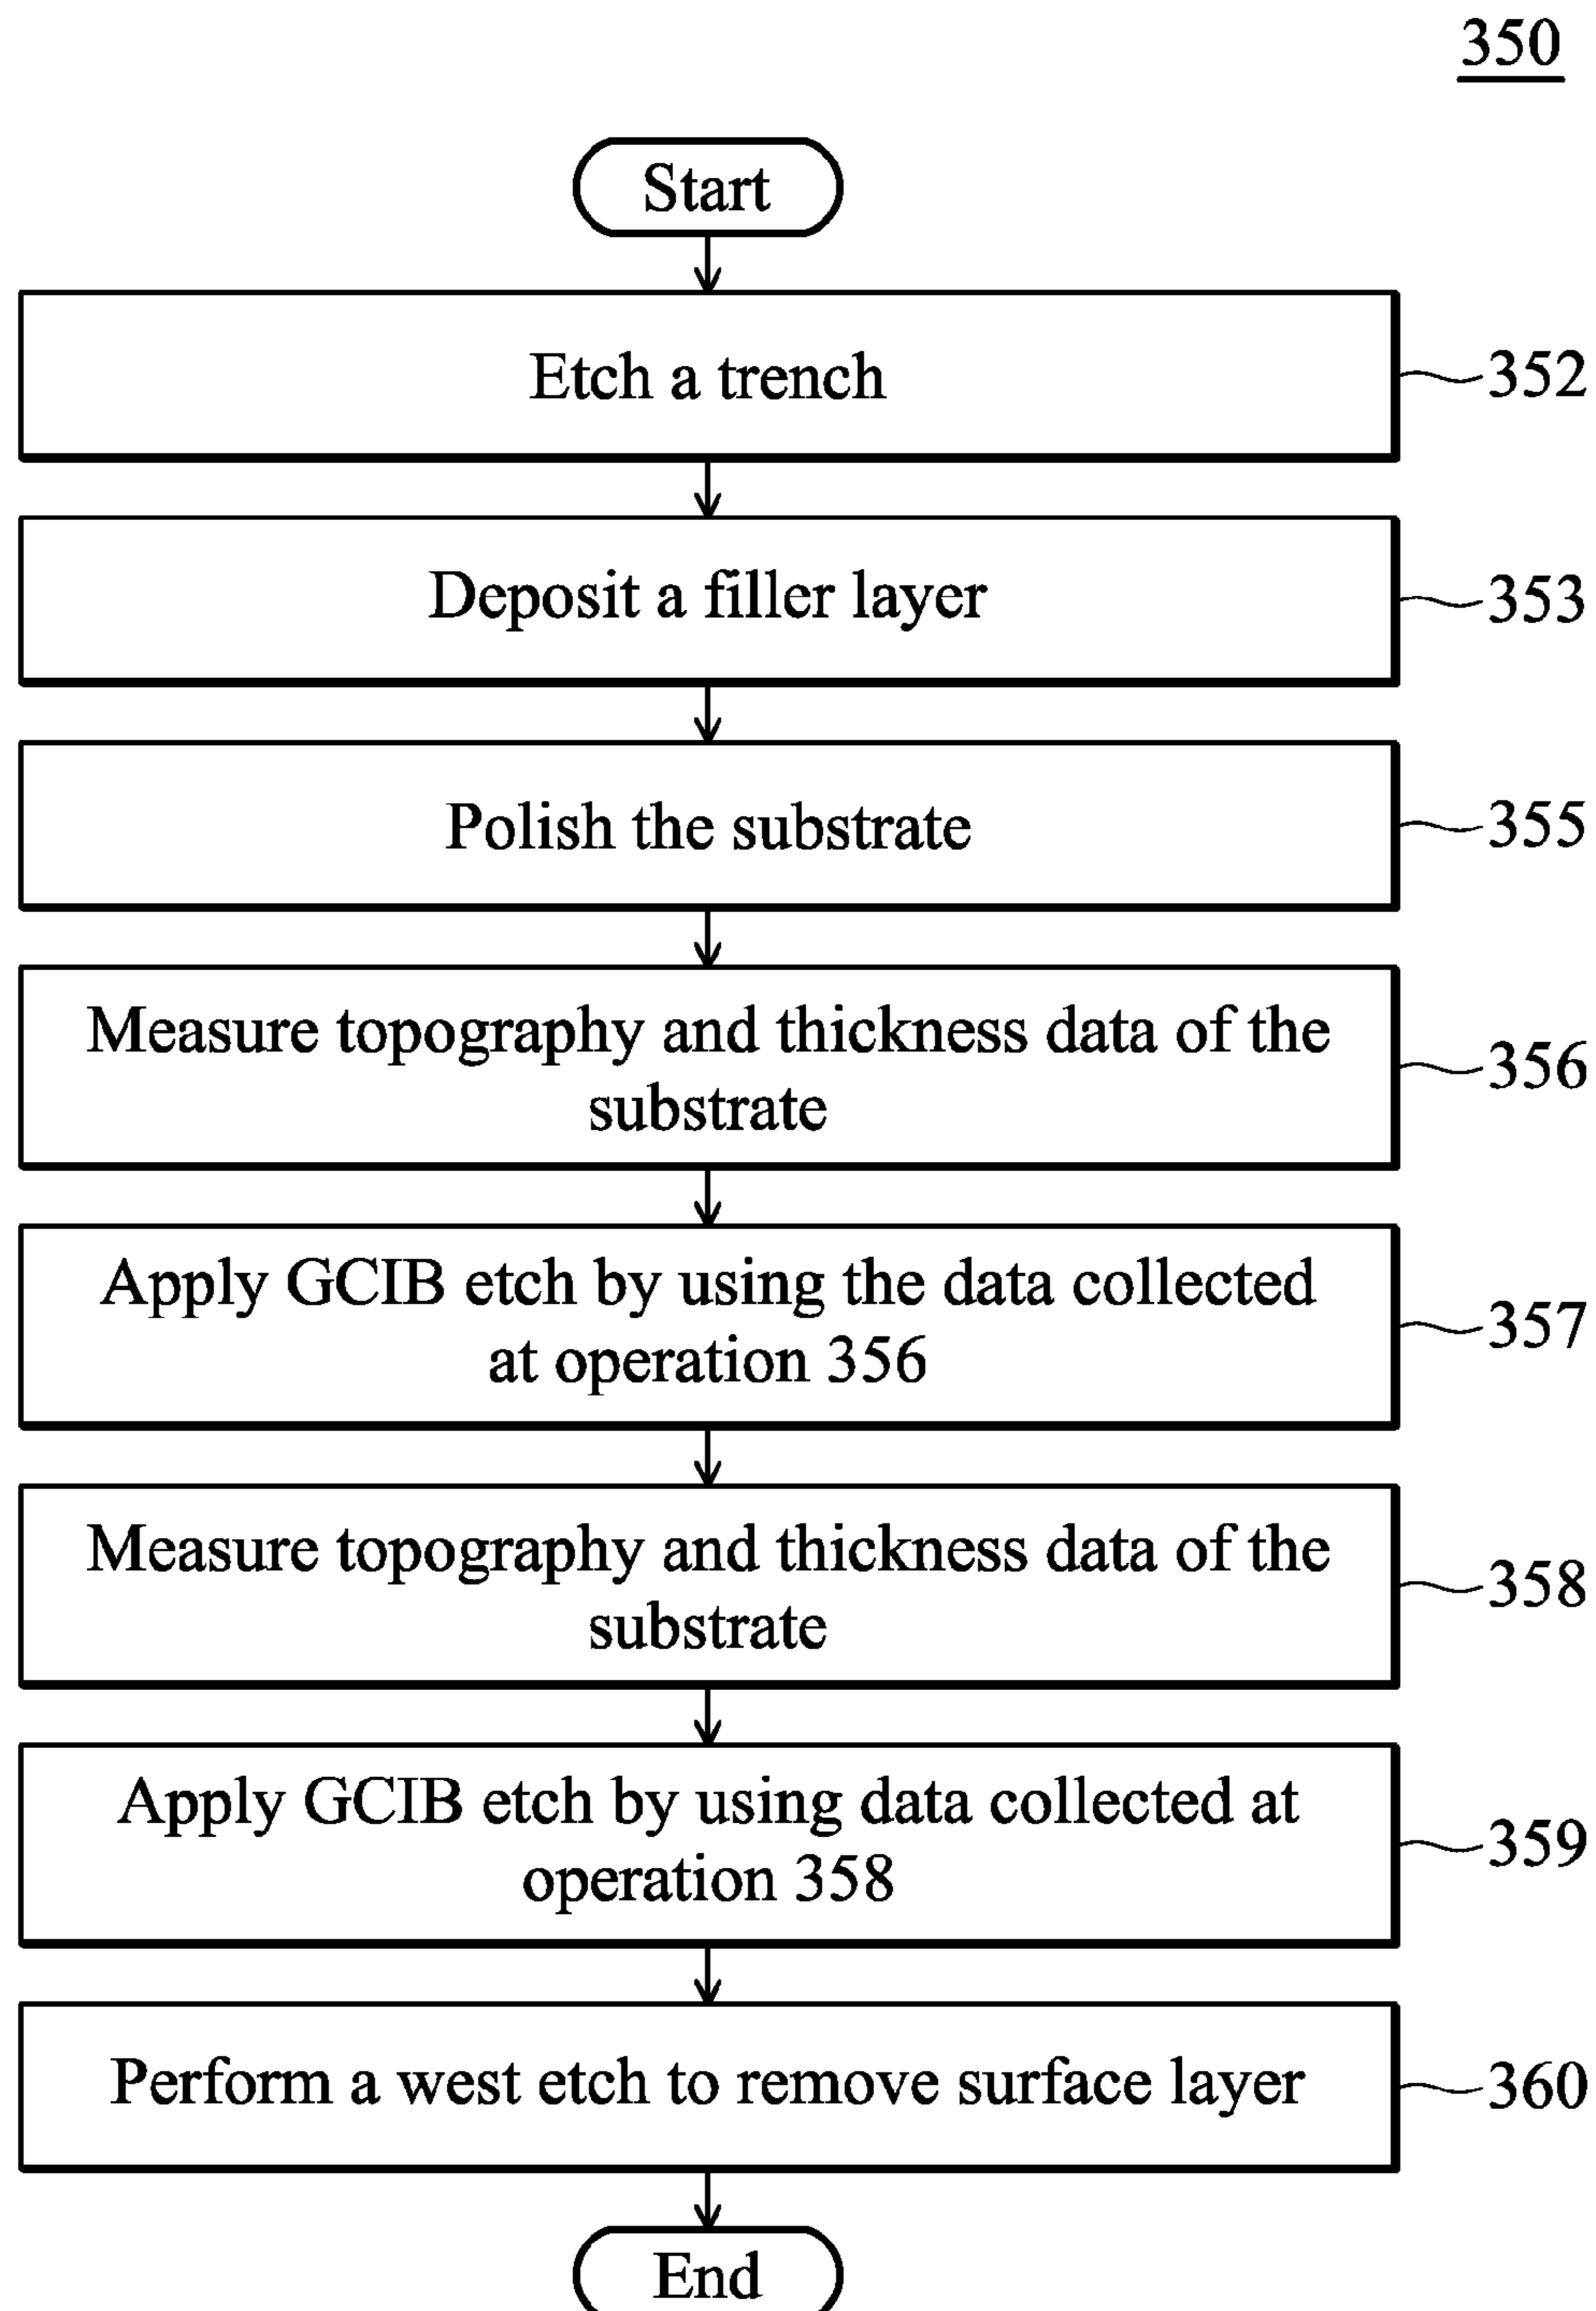 350
Start
Etch a trench
352
Deposit a filler layer
353
Polish the substrate
355
Measure topography and thickness data of the
substrate
356
Apply GCIB etch by using the data collected
at operation 356
357
Measure topography and thickness data of the
substrate
358
Apply GCIB etch by using data collected at
operation 358
359
Perform a west etch to remove surface layer
360
End